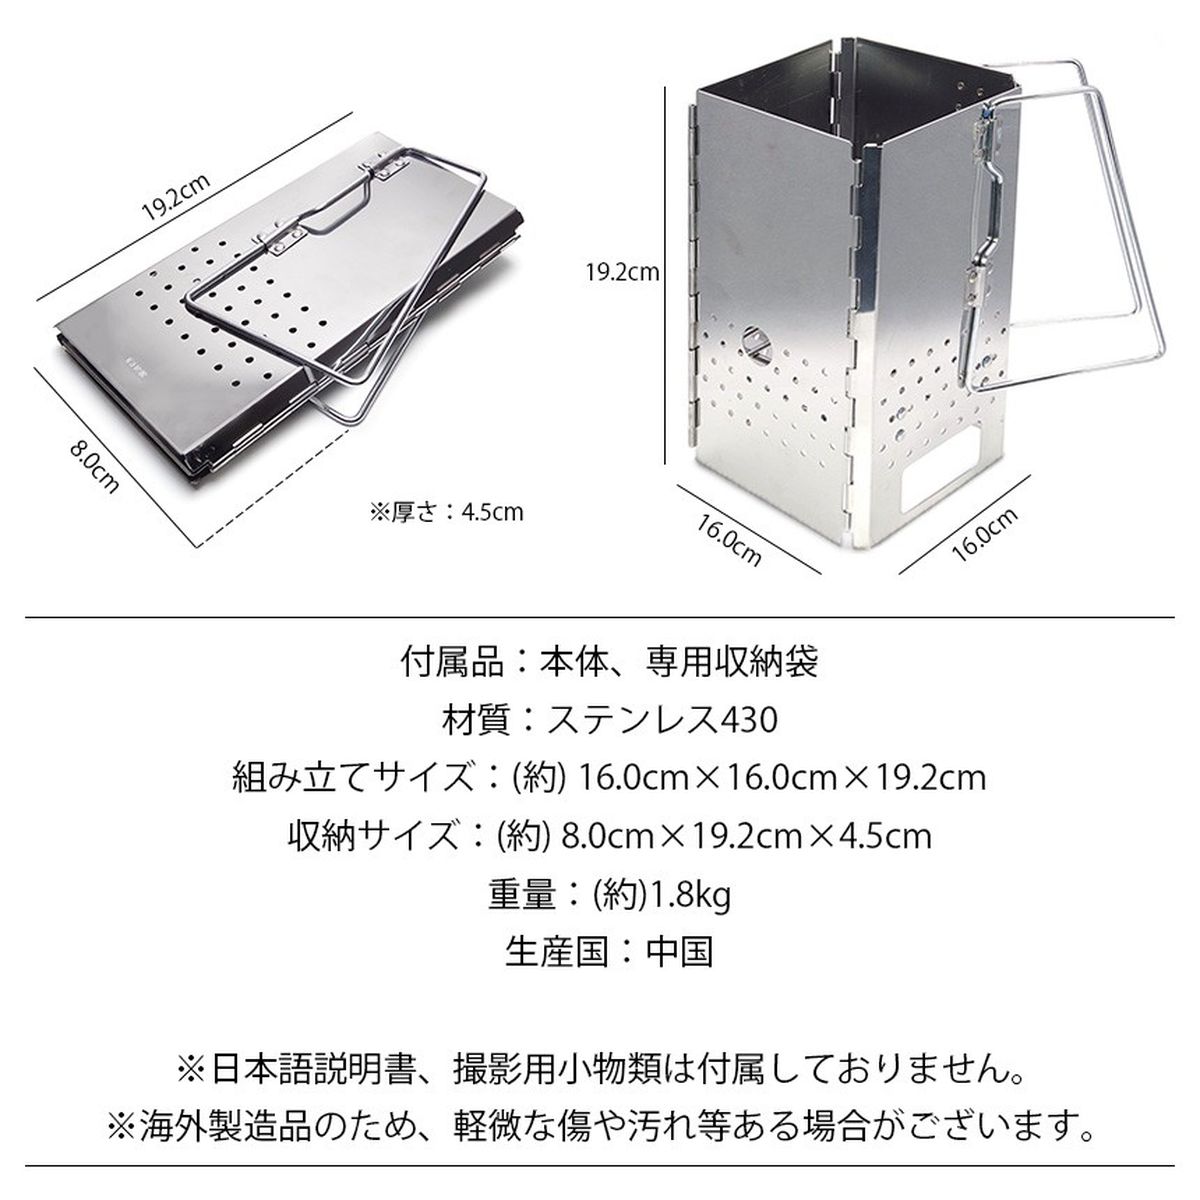 19.2cm
8.0cm
※厚さ：4.5cm
19.2cm
16.0cm
16.0cm
付属品：本体、専用収納袋
材質：ステンレス430
組み立てサイズ：(約) 16.0cm×16.0cm×19.2cm
収納サイズ：(約) 8.0cm×19.2cm×4.5cm
重量：(約)1.8kg
生産国：中国
※日本語説明書、撮影用小物類は付属しておりません。
※海外製造品のため、軽微な傷や汚れ等ある場合がございます。